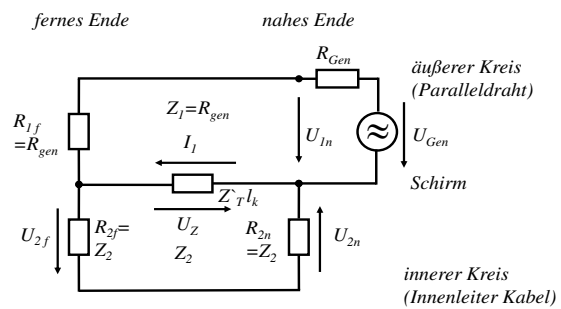 fernes Ende nahes Ende
R_Gen
äußerer Kreis
(Paralleldraht)
Z_1=R_gen
R_1f
=R_gen
U_1n
U_Gen
I_1
Schirm
Z`_T l_k
U_2f
R_2f=
Z_2
U_Z
Z_2
R_2n
=Z_2
U_2n
innerer Kreis
(Innenleiter Kabel)